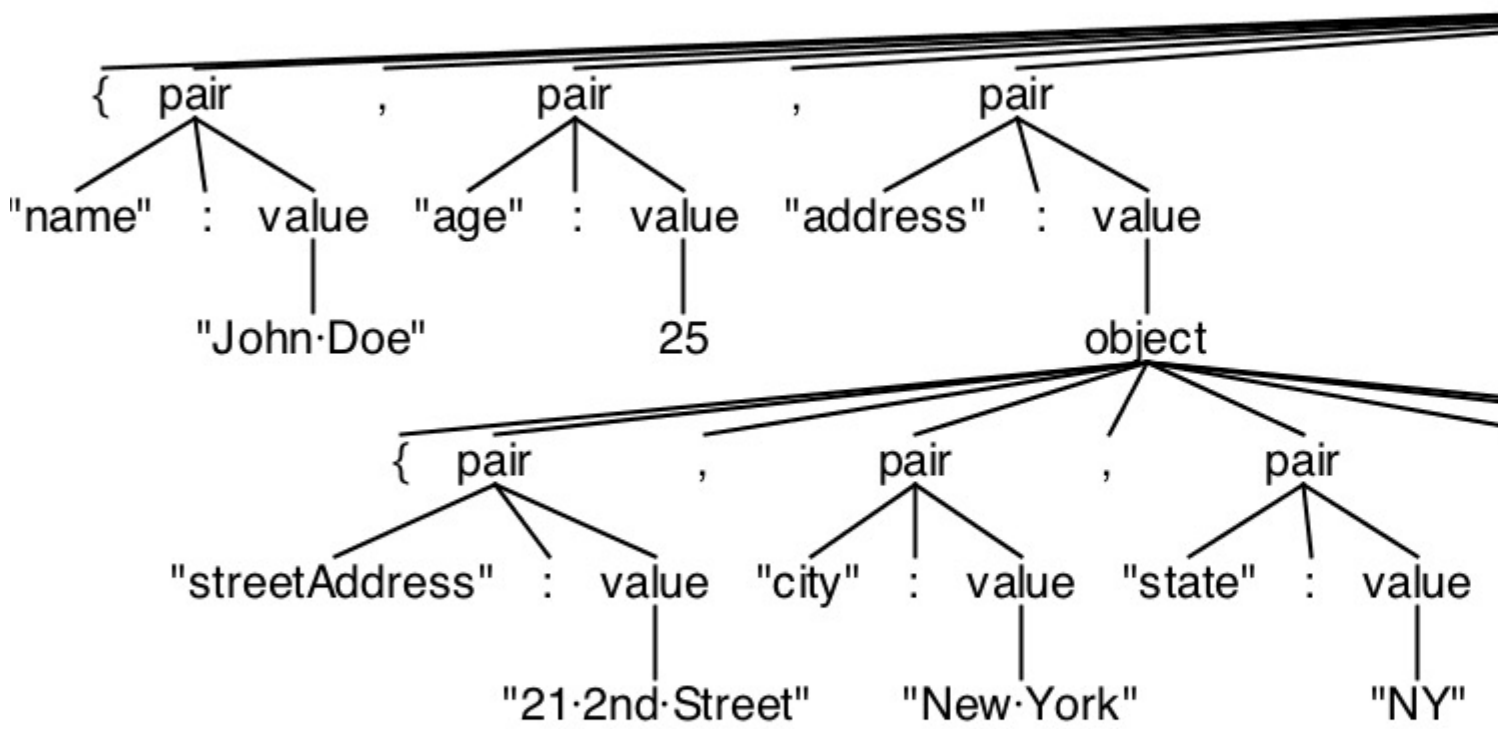 { pair , pair , pair
"name" : value "age" : value "address" : value
"John·Doe" 25 object
{ pair , pair , pair
"streetAddress" : value "city" : value "state" : value
"21·2nd·Street" "New·York" "NY"